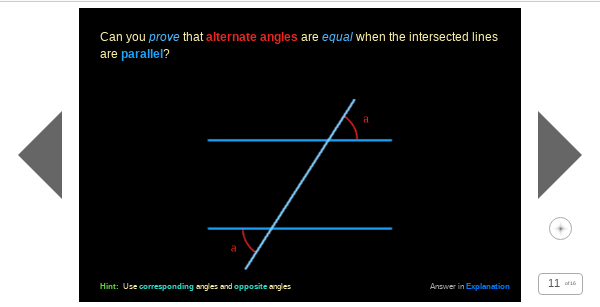 Can you prove that alternate angles are equal when the intersected lines
are parallel?
a
a
Hint: Use corresponding angles and opposite angles
Answer in Explanation
11 of 16